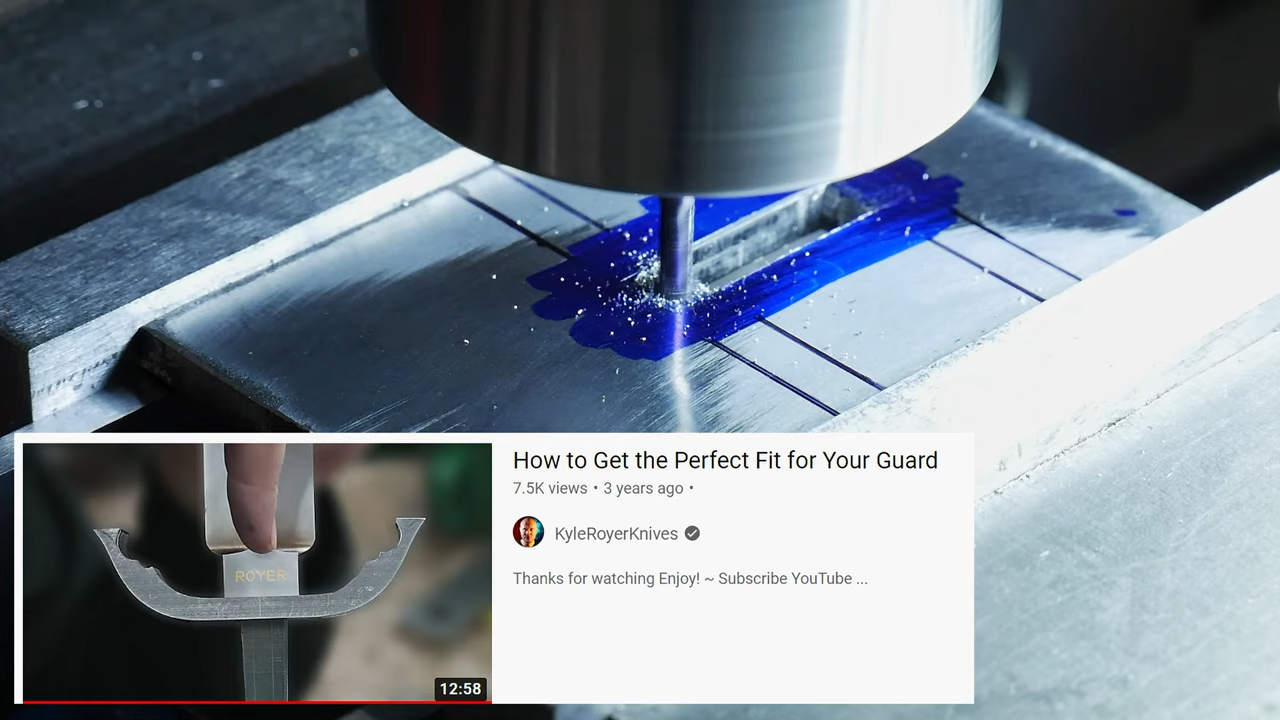 How to Get the Perfect Fit for Your Guard
7.5K views • 3 years ago •
KyleRoyerKnives
Thanks for watching Enjoy! ~ Subscribe YouTube ...
ROYER
12:58